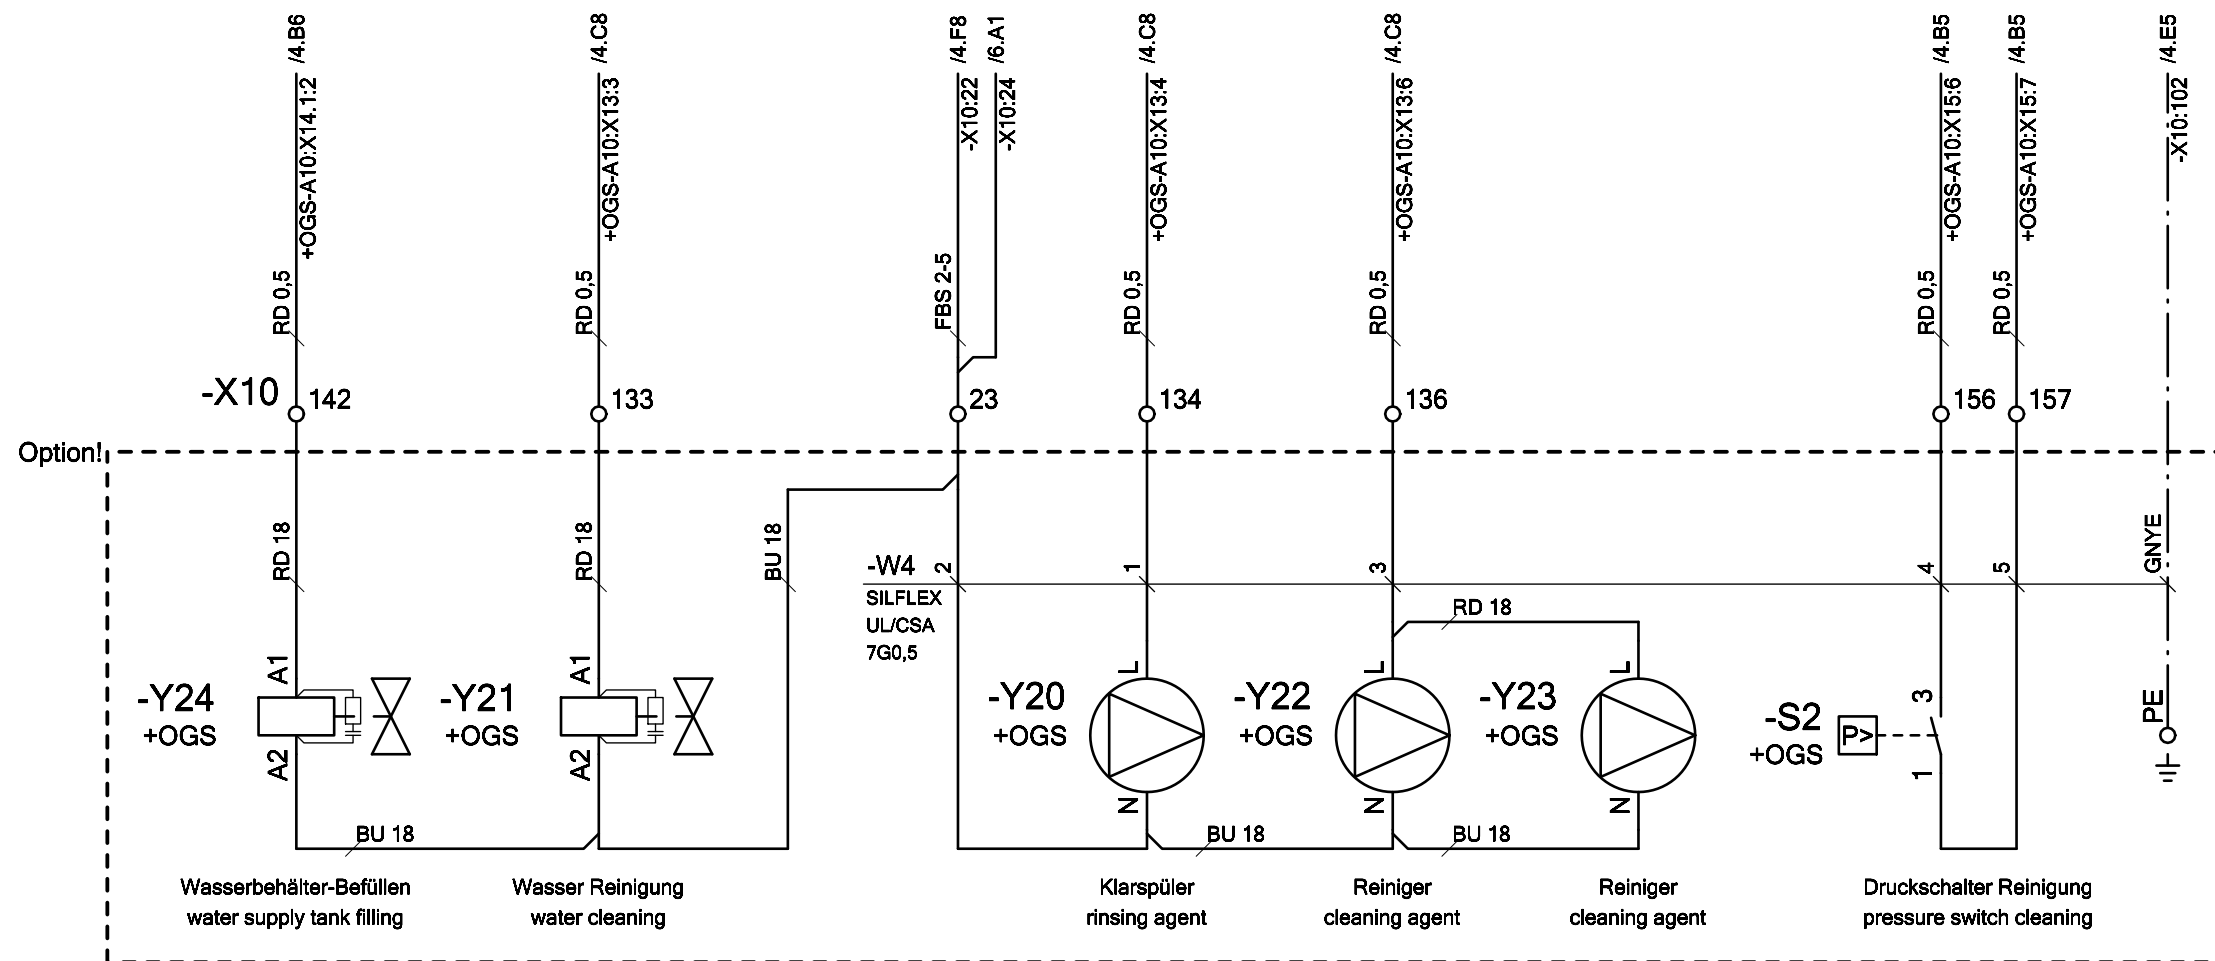 /4.B6
/4.C8
/4.F8
/6.A1
/4.C8
/4.C8
/4.B5
/4.B5
/4.E5
+OGS-A10:X14.1:2
+OGS-A10:X13:3
-X10:22
-X10:24
+OGS-A10:X13:4
+OGS-A10:X13:6
+OGS-A10:X15:6
+OGS-A10:X15:7
-X10:102
RD 0,5
RD 0,5
FBS 2-5
RD 0,5
RD 0,5
RD 0,5
RD 0,5
-X10
142
133
23
134
136
156
157
Option!
RD 18
RD 18
BU 18
-W4
2
1
3
4
5
GNYE
SILFLEX
UL/CSA
7G0,5
RD 18
A1
A1
L
L
L
-Y24
+OGS
-Y21
+OGS
-Y20
+OGS
-Y22
+OGS
-Y23
+OGS
-S2
+OGS
P>
3
1
PE
A2
A2
N
N
N
BU 18
BU 18
BU 18
Wasserbehälter-Befüllen
water supply tank filling
Wasser Reinigung
water cleaning
Klarspüler
rinsing agent
Reiniger
cleaning agent
Reiniger
cleaning agent
Druckschalter Reinigung
pressure switch cleaning